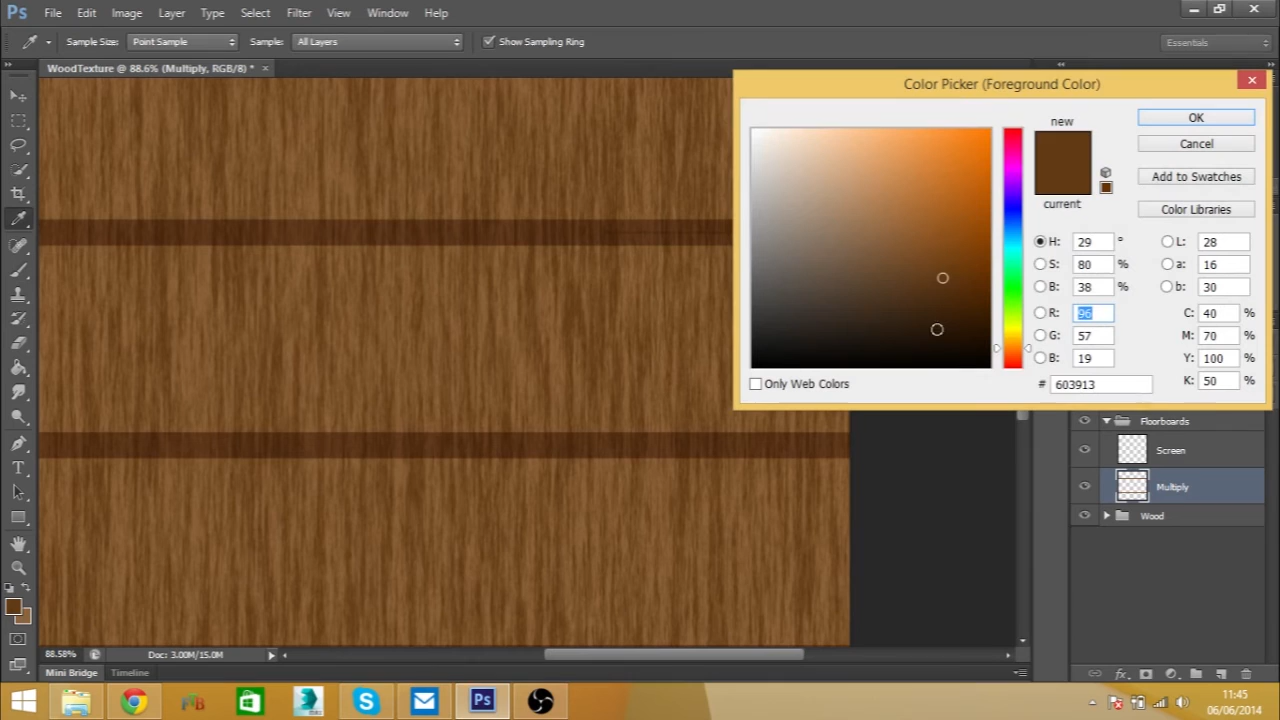 Ps File Edit Image Layer Type Select Filter View Window Help
Sample Size: Point Sample Sample: All Layers Show Sampling Ring Essentials
WoodTexture @ 88.6% (Multiply, RGB/8) * ×
Color Picker (Foreground Color)
new
OK
Cancel
Add to Swatches
current
Color Libraries
H: 29 ° L: 28
S: 80 % a: 16
B: 38 % b: 30
R: 96 C: 40 %
G: 57 M: 70 %
B: 19 Y: 100 %
Only Web Colors # 603913 K: 50 %
Floorboards
Screen
Multiply
Wood
T
88.58% Doc: 3.00M/15.0M
Mini Bridge Timeline
Ps
11:45
06/06/2014